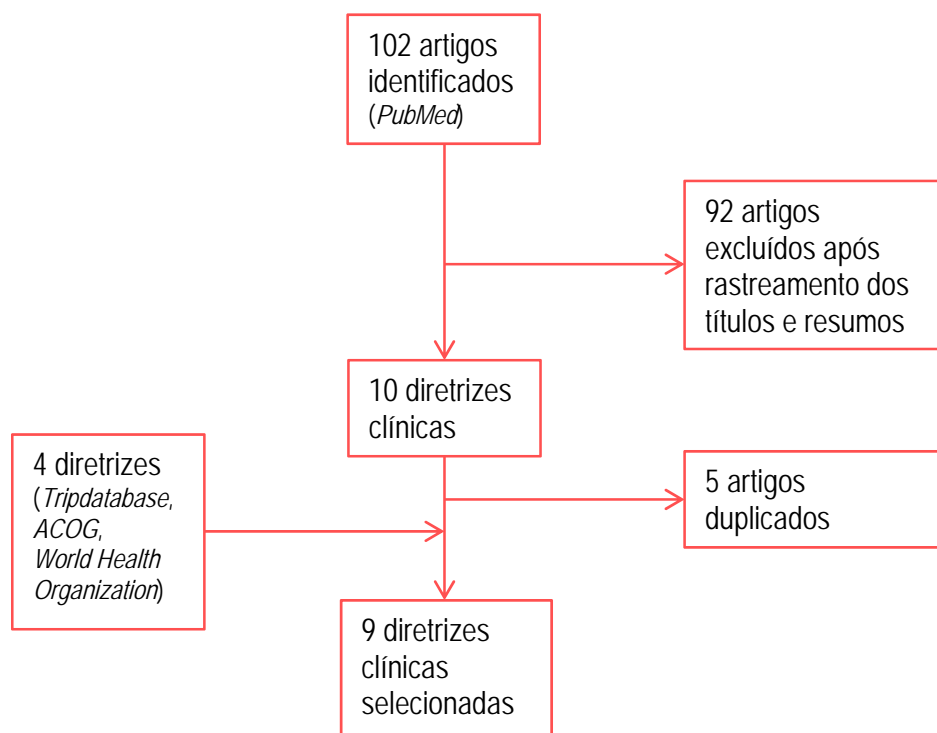 102 artigos
identificados
(PubMed)
92 artigos
excluídos após
rastreamento dos
títulos e resumos
10 diretrizes
clínicas
4 diretrizes
(Tripdatabase,
ACOG,
World Health
Organization)
5 artigos
duplicados
9 diretrizes
clínicas
selecionadas